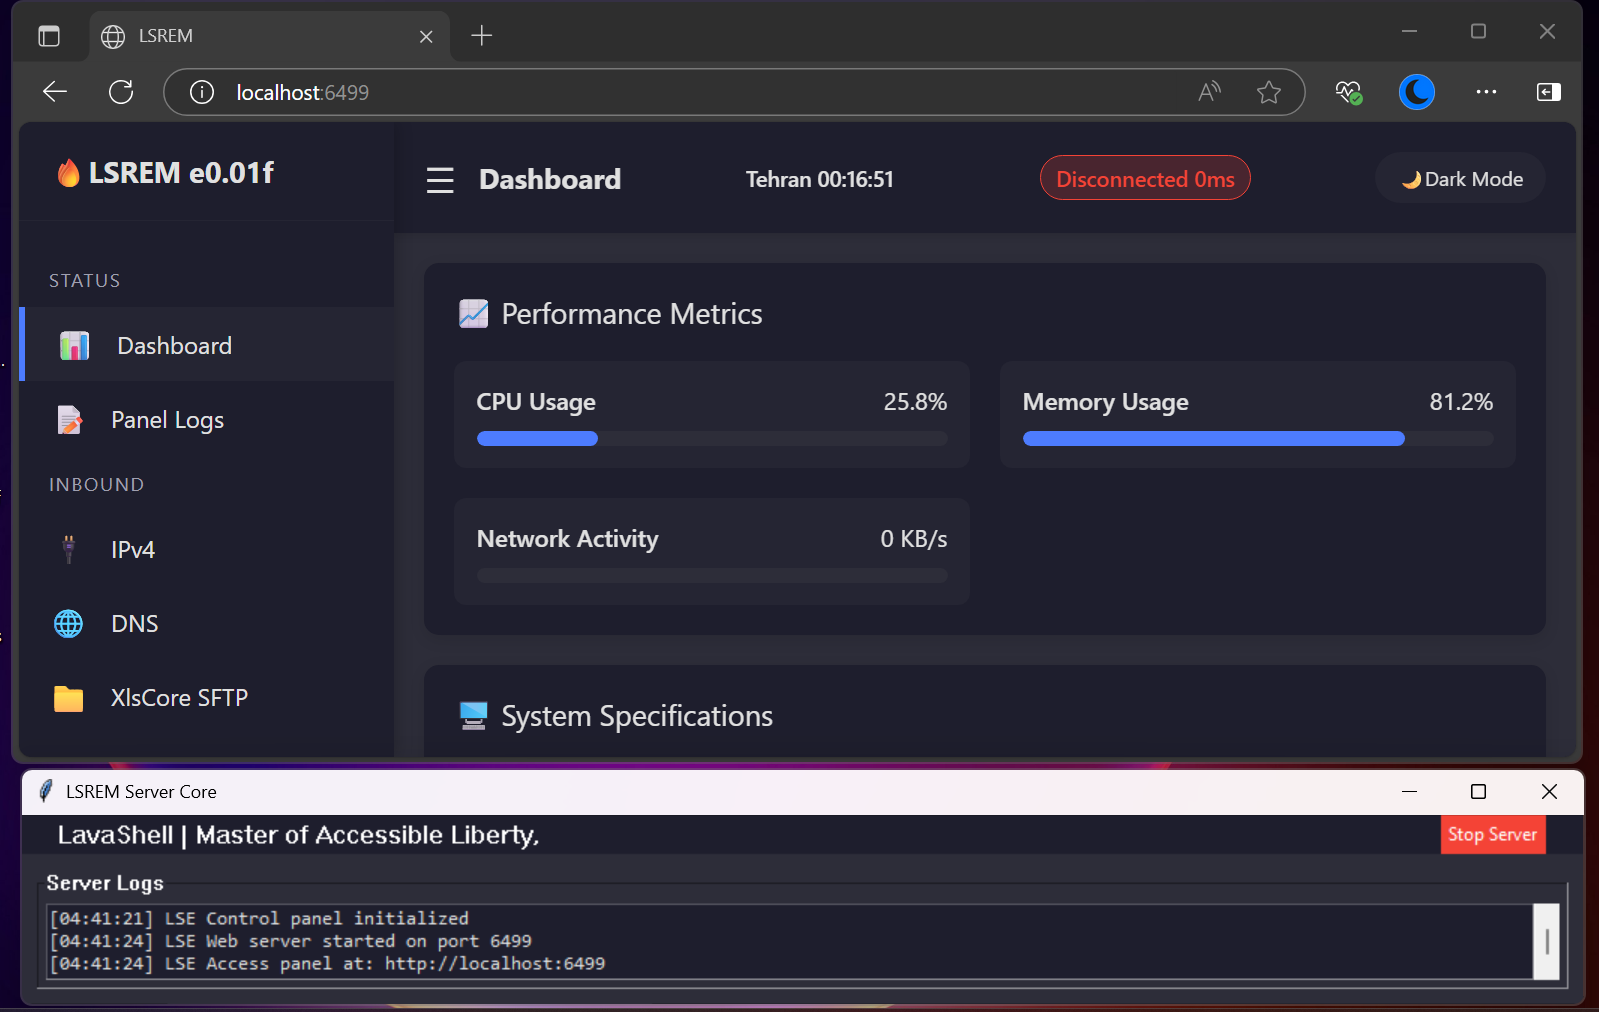 LSREM
localhost:6499
LSREM e0.01f
Dashboard
Tehran 00:16:51
Disconnected 0ms
Dark Mode
STATUS
Dashboard
Panel Logs
INBOUND
IPv4
DNS
XlsCore SFTP
Performance Metrics
CPU Usage 25.8%
Memory Usage 81.2%
Network Activity 0 KB/s
System Specifications
LSREM Server Core
LavaShell | Master of Accessible Liberty,
Stop Server
Server Logs
[04:41:21] LSE Control panel initialized
[04:41:24] LSE Web server started on port 6499
[04:41:24] LSE Access panel at: http://localhost:6499